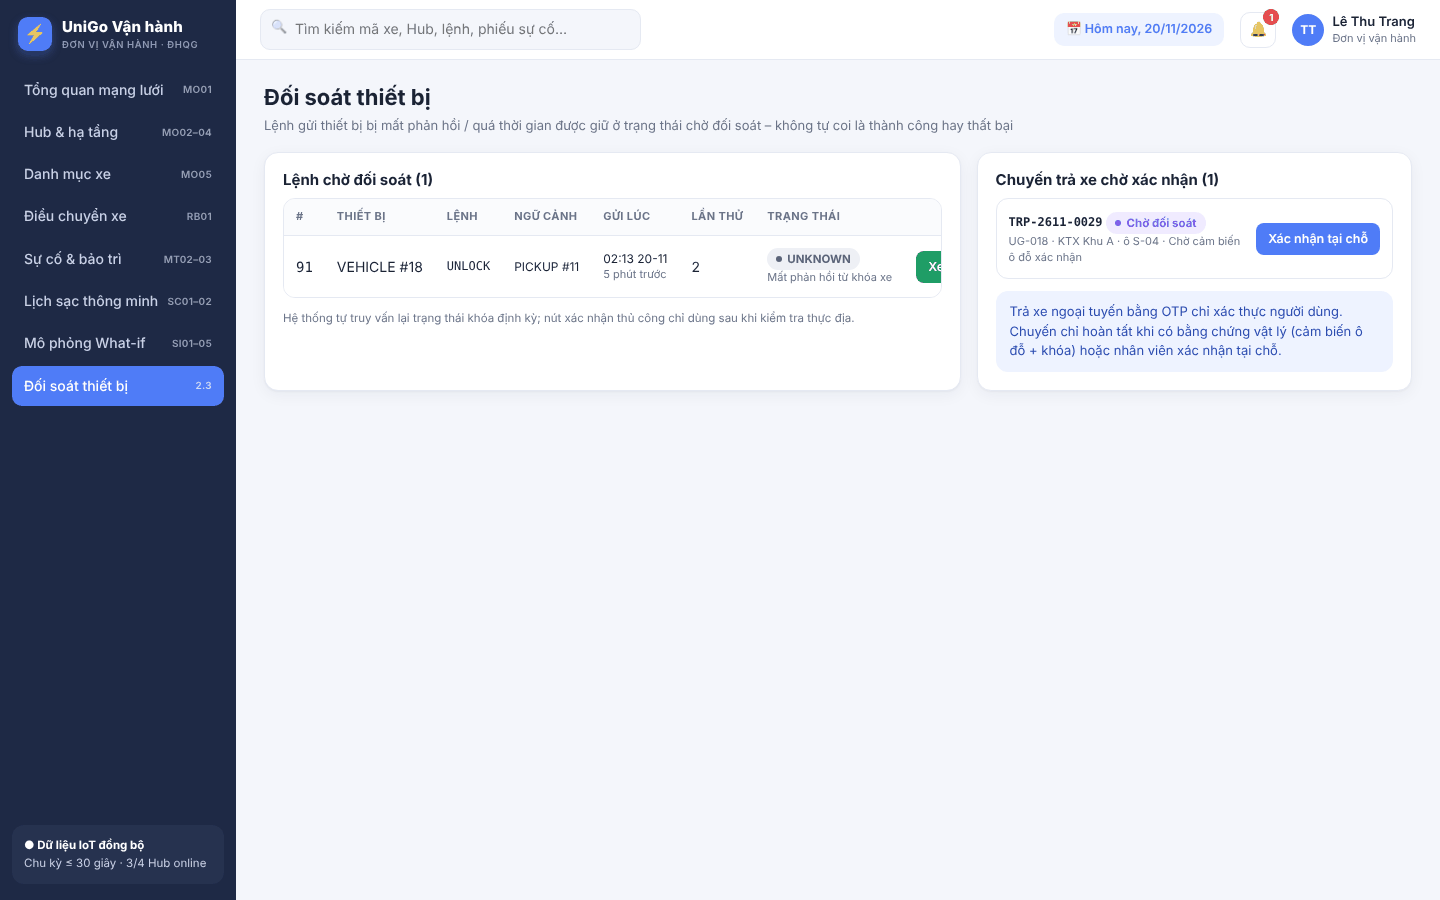 UniGo Vận hành
ĐƠN VỊ VẬN HÀNH · ĐHQG
Tổng quan mạng lưới MO01
Hub & hạ tầng MO02–04
Danh mục xe MO05
Điều chuyển xe RB01
Sự cố & bảo trì MT02–03
Lịch sạc thông minh SC01–02
Mô phỏng What-if SI01–05
Đối soát thiết bị 2.3
Dữ liệu IoT đồng bộ
Chu kỳ ≤ 30 giây · 3/4 Hub online
Tìm kiếm mã xe, Hub, lệnh, phiếu sự cố...
Hôm nay, 20/11/2026
1
TT
Lê Thu Trang
Đơn vị vận hành
Đối soát thiết bị
Lệnh gửi thiết bị bị mất phản hồi / quá thời gian được giữ ở trạng thái chờ đối soát – không tự coi là thành công hay thất bại
Lệnh chờ đối soát (1)
# THIẾT BỊ LỆNH NGỮ CẢNH GỬI LÚC LẦN THỬ TRẠNG THÁI
91 VEHICLE #18 UNLOCK PICKUP #11 02:13 20-11 2 UNKNOWN
5 phút trước Mất phản hồi từ khóa xe
Hệ thống tự truy vấn lại trạng thái khóa định kỳ; nút xác nhận thủ công chỉ dùng sau khi kiểm tra thực địa.
Chuyến trả xe chờ xác nhận (1)
TRP-2611-0029 Chờ đối soát
UG-018 · KTX Khu A · ô S-04 · Chờ cảm biến
ô đỗ xác nhận
Xác nhận tại chỗ
Trả xe ngoại tuyến bằng OTP chỉ xác thực người dùng.
Chuyến chỉ hoàn tất khi có bằng chứng vật lý (cảm biến ô
đỗ + khóa) hoặc nhân viên xác nhận tại chỗ.